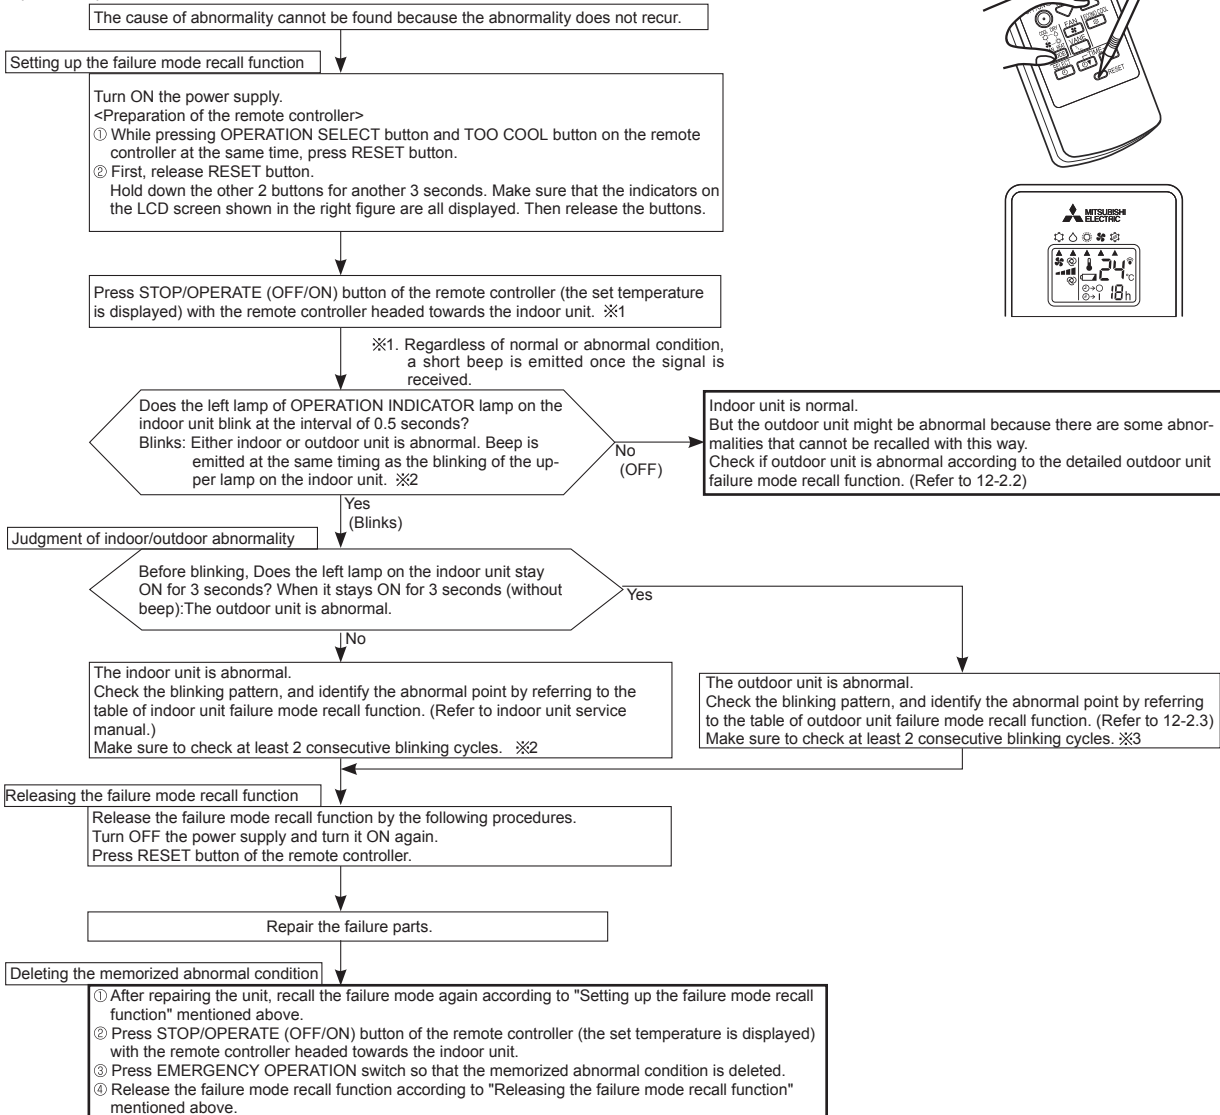 The cause of abnormality cannot be found because the abnormality does not recur.
Setting up the failure mode recall function
Turn ON the power supply.
<Preparation of the remote controller>
① While pressing OPERATION SELECT button and TOO COOL button on the remote
controller at the same time, press RESET button.
② First, release RESET button.
Hold down the other 2 buttons for another 3 seconds. Make sure that the indicators on
the LCD screen shown in the right figure are all displayed. Then release the buttons.
FAN
ECONO COOL
COOL DRY
VANE
SELECT
TIME
RESET
MITSUBISHI
ELECTRIC
24°C
18h
Press STOP/OPERATE (OFF/ON) button of the remote controller (the set temperature
is displayed) with the remote controller headed towards the indoor unit. ※1
※1. Regardless of normal or abnormal condition,
a short beep is emitted once the signal is
received.
Does the left lamp of OPERATION INDICATOR lamp on the
indoor unit blink at the interval of 0.5 seconds?
Blinks: Either indoor or outdoor unit is abnormal. Beep is
emitted at the same timing as the blinking of the up-
per lamp on the indoor unit. ※2
No
(OFF)
Indoor unit is normal.
But the outdoor unit might be abnormal because there are some abnor-
malities that cannot be recalled with this way.
Check if outdoor unit is abnormal according to the detailed outdoor unit
failure mode recall function. (Refer to 12-2.2)
Yes
(Blinks)
Judgment of indoor/outdoor abnormality
Before blinking, Does the left lamp on the indoor unit stay
ON for 3 seconds? When it stays ON for 3 seconds (without
beep):The outdoor unit is abnormal.
Yes
No
The indoor unit is abnormal.
Check the blinking pattern, and identify the abnormal point by referring to the
table of indoor unit failure mode recall function. (Refer to indoor unit service
manual.)
Make sure to check at least 2 consecutive blinking cycles. ※2
The outdoor unit is abnormal.
Check the blinking pattern, and identify the abnormal point by referring
to the table of outdoor unit failure mode recall function. (Refer to 12-2.3)
Make sure to check at least 2 consecutive blinking cycles. ※3
Releasing the failure mode recall function
Release the failure mode recall function by the following procedures.
Turn OFF the power supply and turn it ON again.
Press RESET button of the remote controller.
Repair the failure parts.
Deleting the memorized abnormal condition
① After repairing the unit, recall the failure mode again according to "Setting up the failure mode recall
function" mentioned above.
② Press STOP/OPERATE (OFF/ON) button of the remote controller (the set temperature is displayed)
with the remote controller headed towards the indoor unit.
③ Press EMERGENCY OPERATION switch so that the memorized abnormal condition is deleted.
④ Release the failure mode recall function according to "Releasing the failure mode recall function"
mentioned above.